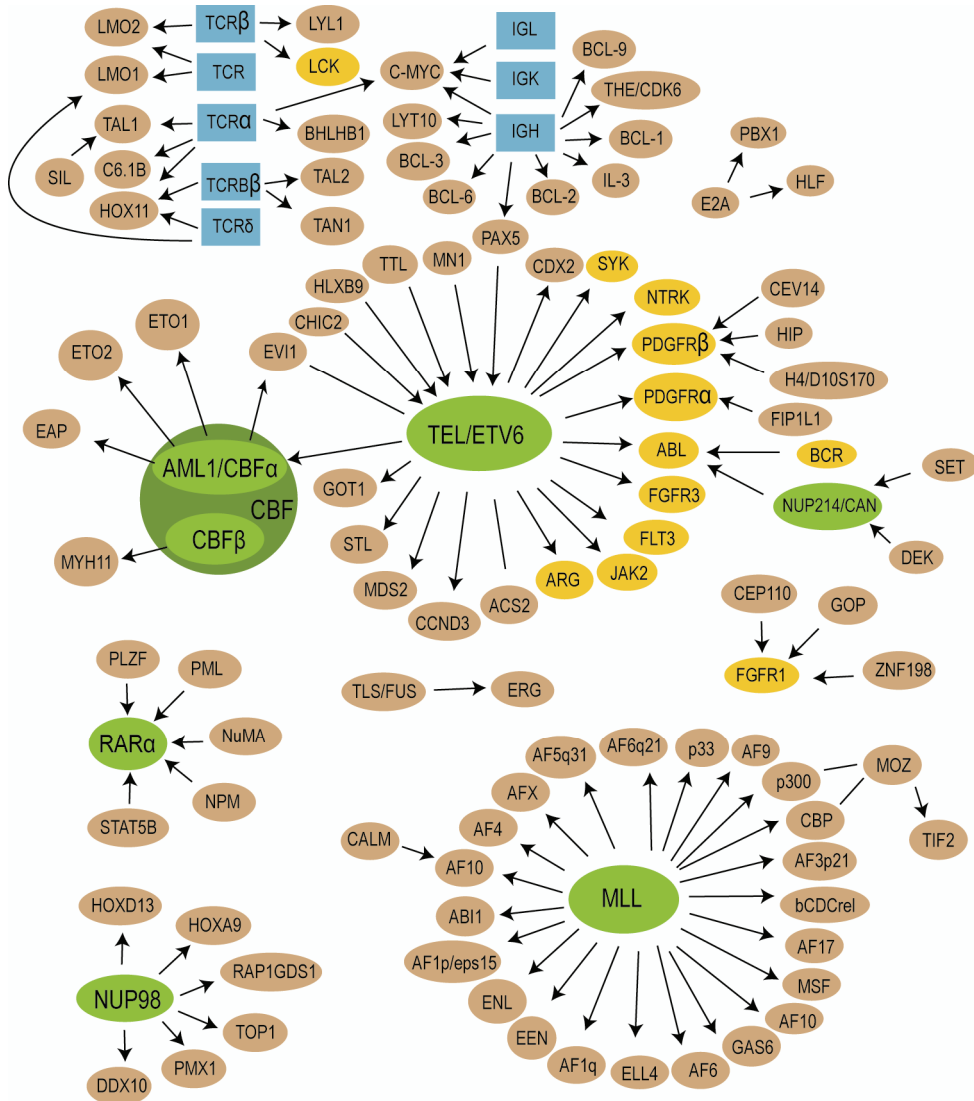 LMO2
TCRβ
LYL1
IGL
BCL-9
LMO1
TCR
LCK
C-MYC
IGK
THE/CDK6
TAL1
TCRα
BHLHB1
LYT10
IGH
BCL-1
PBX1
SIL
C6.1B
TCRBβ
TAL2
BCL-3
BCL-6
BCL-2
IL-3
E2A
HLF
HOX11
TCRδ
TAN1
PAX5
MN1
TTL
CDX2
SYK
HLXB9
NTRK
CEV14
CHIC2
ETO1
EVI1
PDGFRβ
HIP
ETO2
H4/D10S170
PDGFRα
FIP1L1
EAP
TEL/ETV6
ABL
BCR
SET
AML1/CBFα
CBF
GOT1
FGFR3
NUP214/CAN
CBFβ
STL
FLT3
DEK
MYH11
MDS2
CCND3
ACS2
ARG
JAK2
CEP110
GOP
PLZF
PML
TLS/FUS
ERG
FGFR1
ZNF198
RARα
NuMA
STAT5B
NPM
AF5q31
AF6q21
p33
AF9
p300
MOZ
AFX
AF4
CBP
TIF2
CALM
AF10
AF3p21
MLL
ABI1
bCDCrel
HOXD13
HOXA9
AF17
AF1p/eps15
RAP1GDS1
MSF
NUP98
ENL
AF10
TOP1
EEN
GAS6
DDX10
PMX1
AF1q
ELL4
AF6